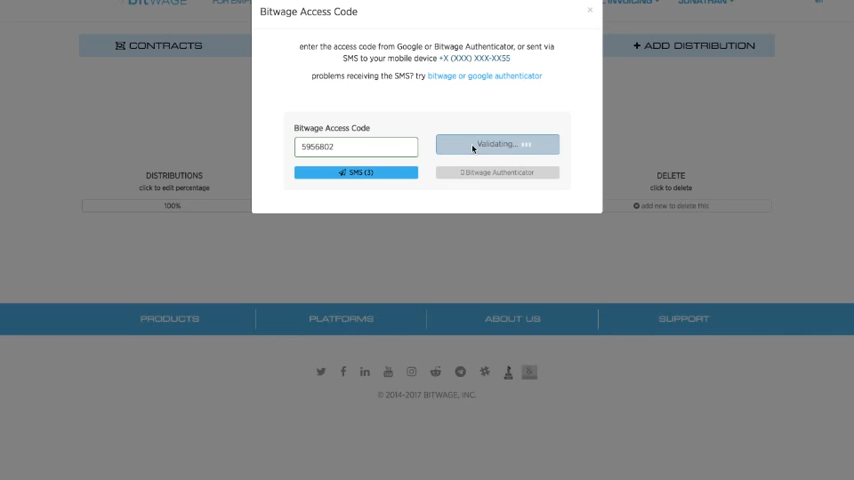 bitwage
INVOICING
JONATHAN
Bitwage Access Code
×
CONTRACTS
+ ADD DISTRIBUTION
enter the access code from Google or Bitwage Authenticator, or sent via
SMS to your mobile device +X (XXX) XXX-XX55
problems receiving the SMS? try bitwage or google authenticator
Bitwage Access Code
5956802
Validating...
SMS (3)
Bitwage Authenticator
DISTRIBUTIONS
click to edit percentage
DELETE
click to delete
100%
add new to delete this
PRODUCTS
PLATFORMS
ABOUT US
SUPPORT
© 2014-2017 BITWAGE, INC.